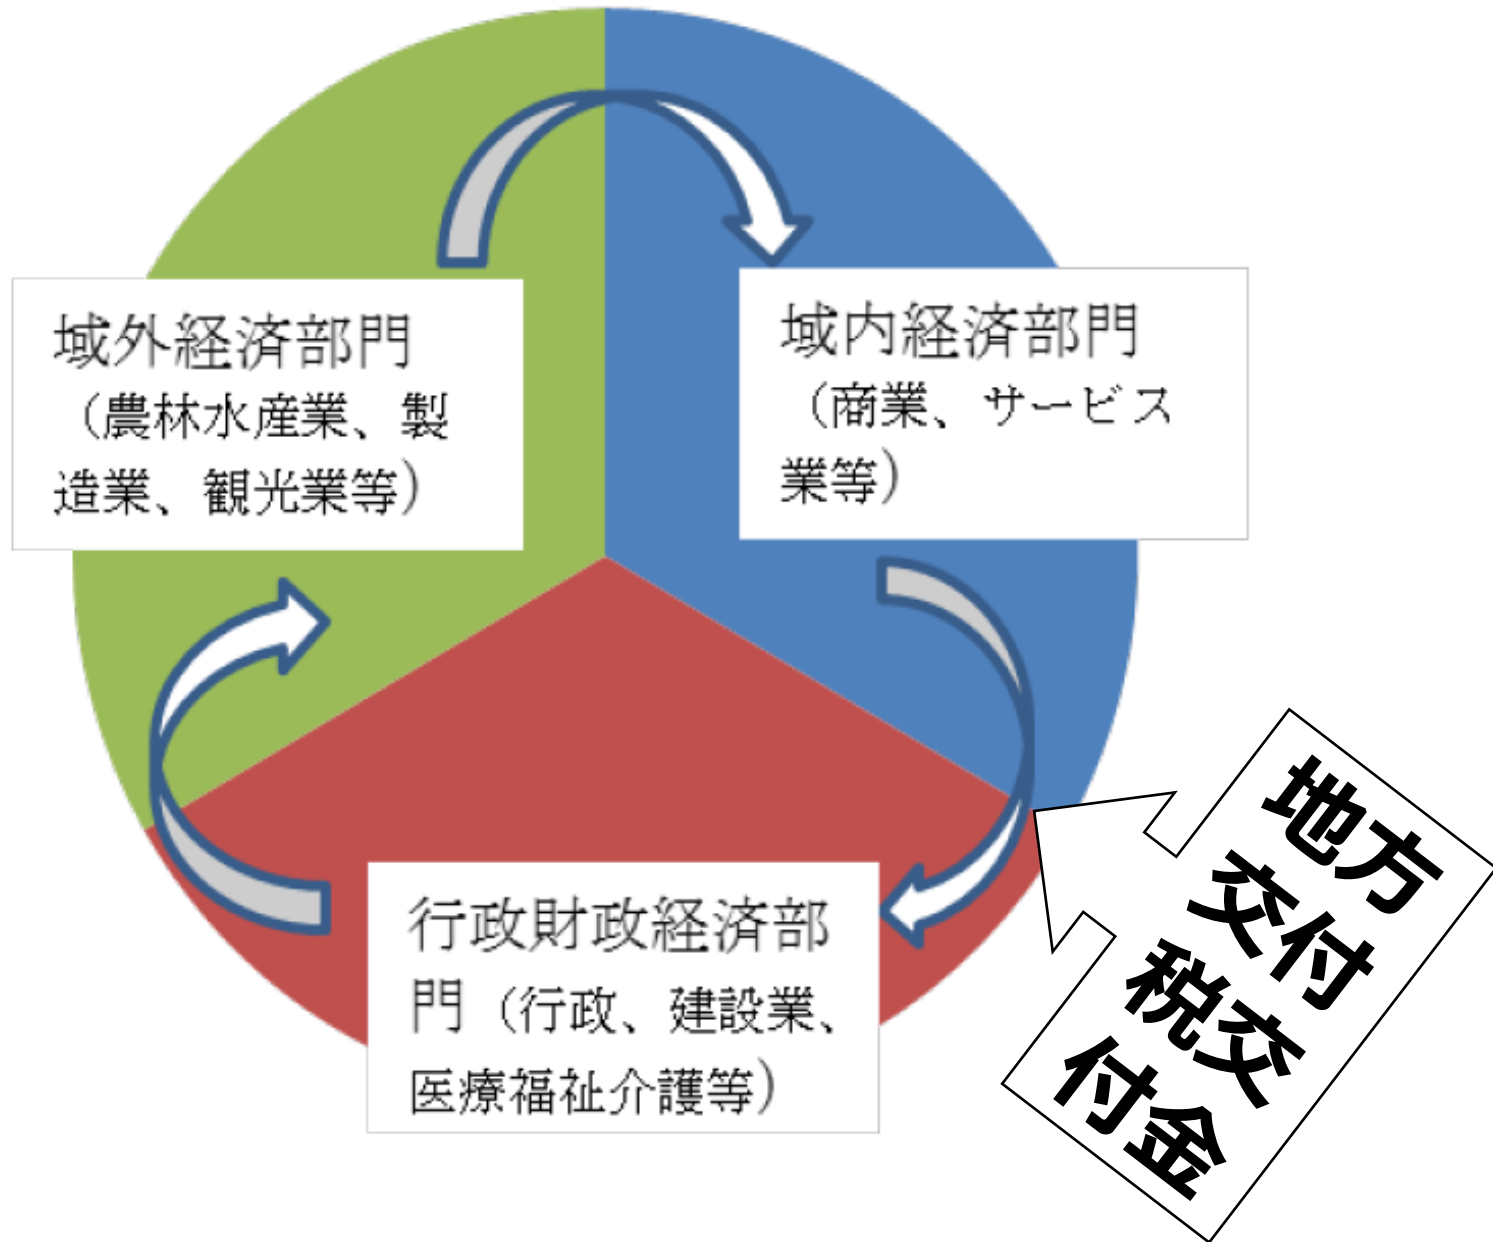 域外経済部門
（農林水産業、製
造業、観光業等）
域内経済部門
（商業、サービス
業等）
行政財政経済部
門（行政、建設業、
医療福祉介護等）
地方
交付
税交
付金